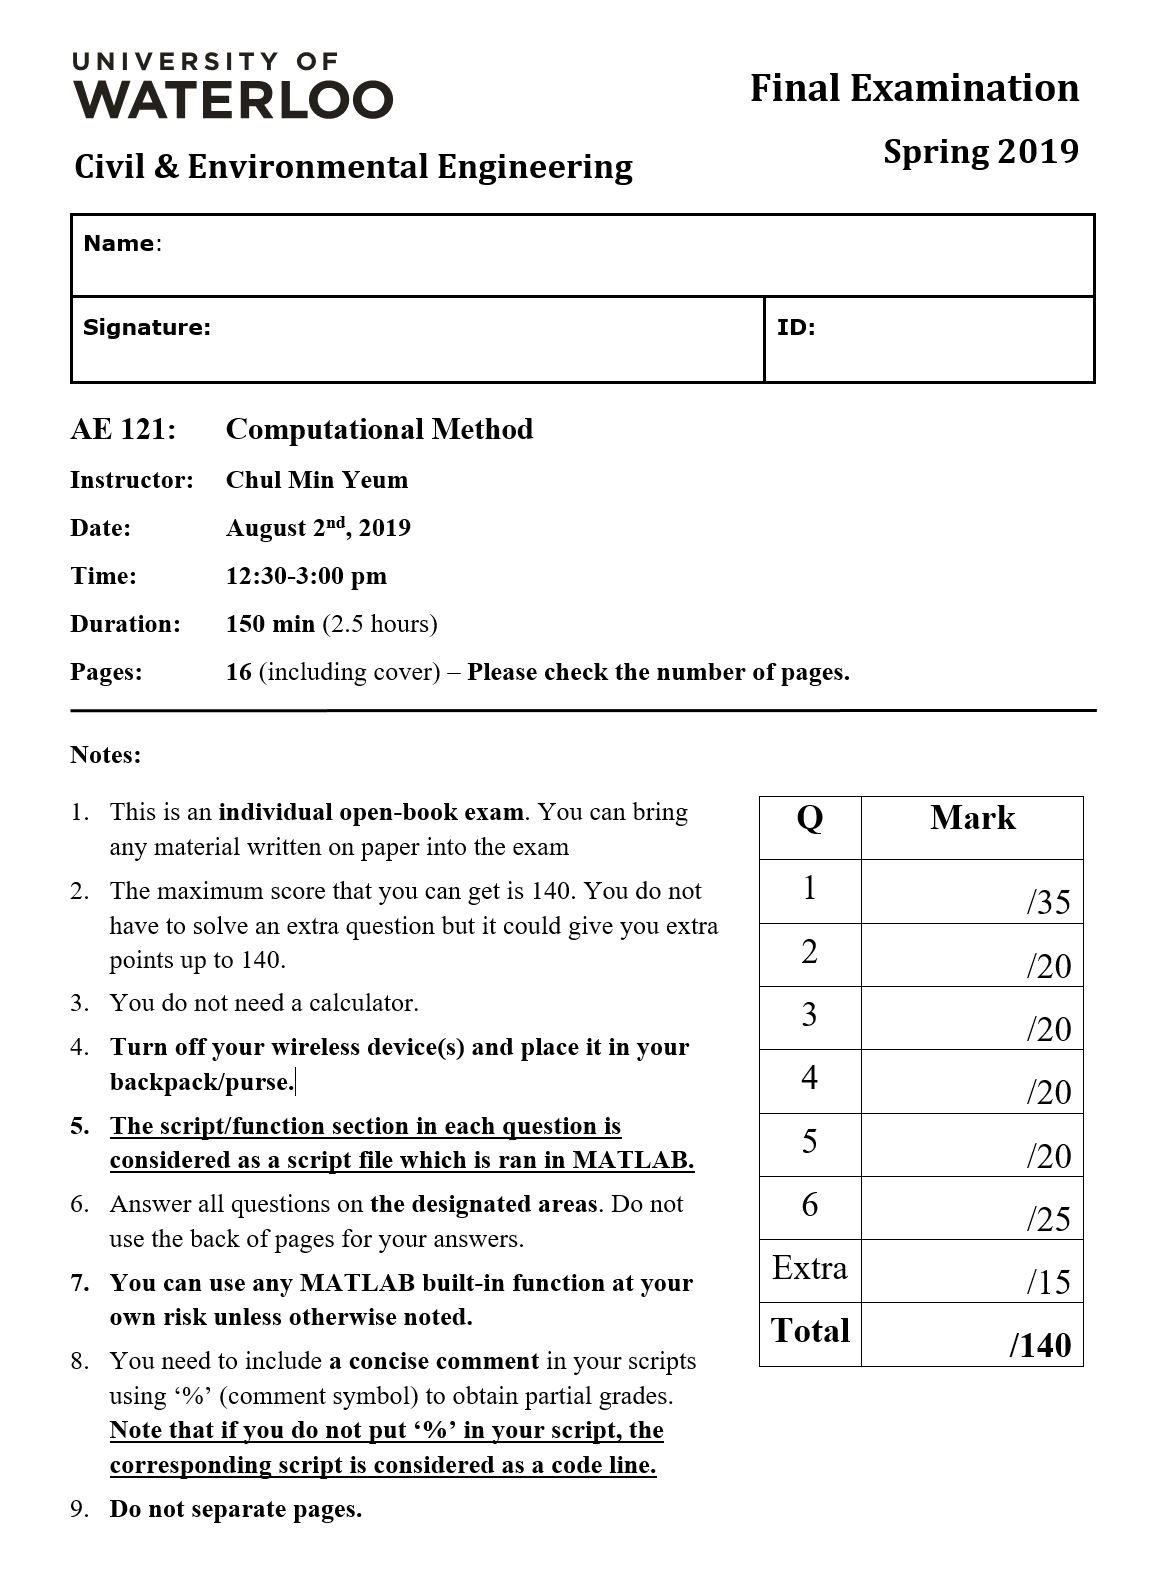 UNIVERSITY OF
WATERLOO
Final Examination
Spring 2019
Civil & Environmental Engineering
Name:
Signature:
ID:
AE 121: Computational Method
Instructor: Chul Min Yeum
Date: August 2nd, 2019
Time: 12:30-3:00 pm
Duration: 150 min (2.5 hours)
Pages: 16 (including cover) – Please check the number of pages.
Notes:
1. This is an individual open-book exam. You can bring
any material written on paper into the exam
2. The maximum score that you can get is 140. You do not
have to solve an extra question but it could give you extra
points up to 140.
3. You do not need a calculator.
4. Turn off your wireless device(s) and place it in your
backpack/purse.
5. The script/function section in each question is
considered as a script file which is ran in MATLAB.
6. Answer all questions on the designated areas. Do not
use the back of pages for your answers.
7. You can use any MATLAB built-in function at your
own risk unless otherwise noted.
8. You need to include a concise comment in your scripts
using ‘%’ (comment symbol) to obtain partial grades.
Note that if you do not put ‘%’ in your script, the
corresponding script is considered as a code line.
9. Do not separate pages.
Q Mark
1 /35
2 /20
3 /20
4 /20
5 /20
6 /25
Extra /15
Total /140